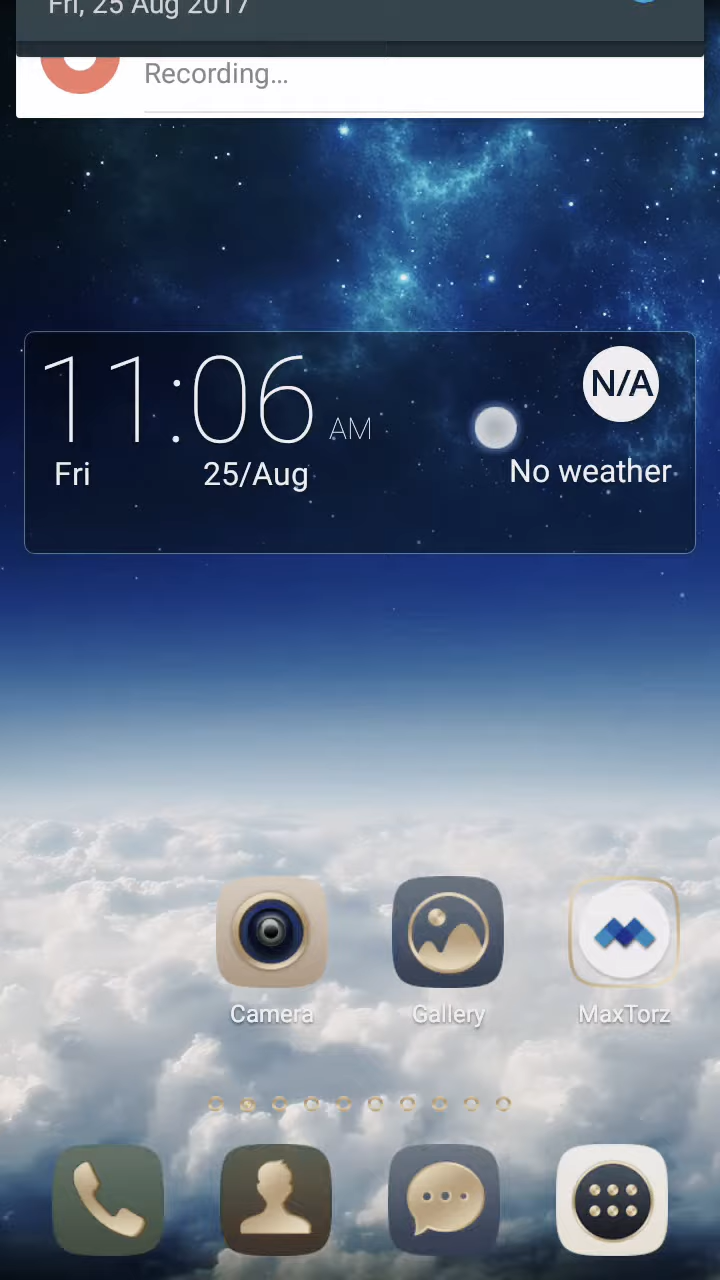 Fri, 25 Aug 2017
Recording...
11:06 AM
N/A
Fri 25/Aug
No weather
Camera
Gallery
MaxTorz